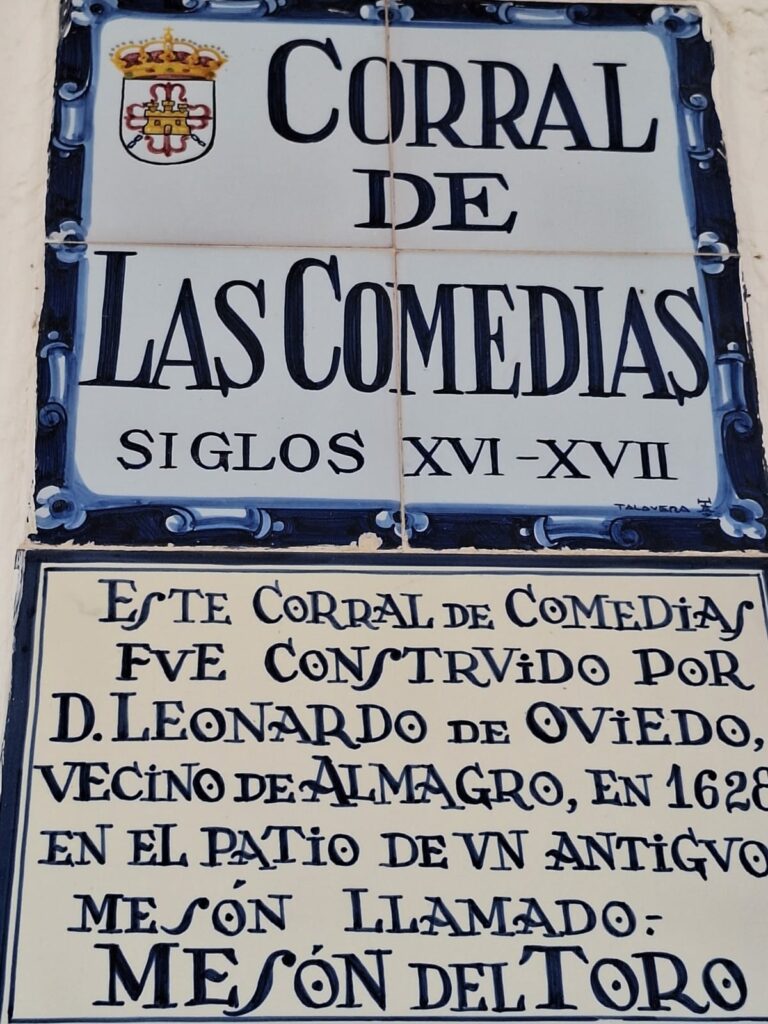 CORRAL
DE
LAS COMEDIAS
SIGLOS XVI-XVII
TALAVERA
ESTE CORRAL DE COMEDIAS
FVE CONSTRVIDO POR
D. LEONARDO DE OVIEDO,
VECINO DE ALMAGRO, EN 1628
EN EL PATIO DE VN ANTIGVO
MESÓN LLAMADO:
MESÓN DEL TORO